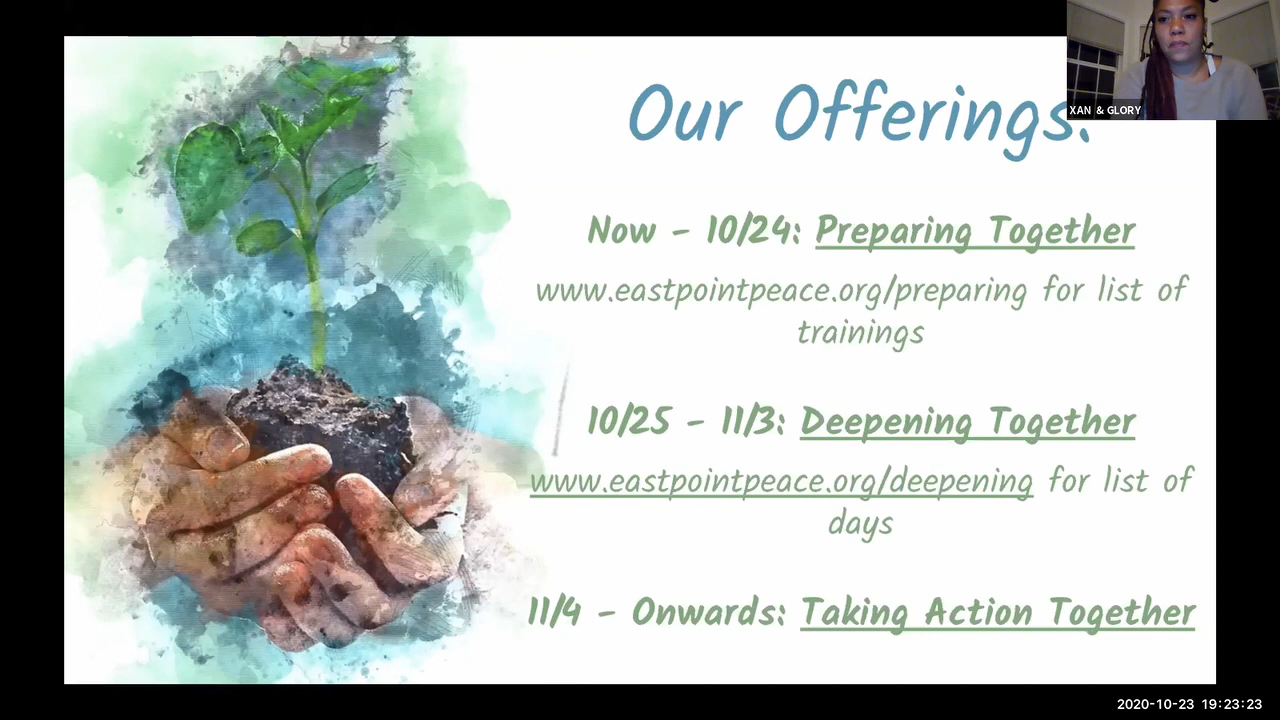 Our Offerings:
XAN & GLORY
Now - 10/24: Preparing Together
www.eastpointpeace.org/preparing for list of
trainings
10/25 - 11/3: Deepening Together
www.eastpointpeace.org/deepening for list of
days
11/4 - Onwards: Taking Action Together
2020-10-23 19:23:23